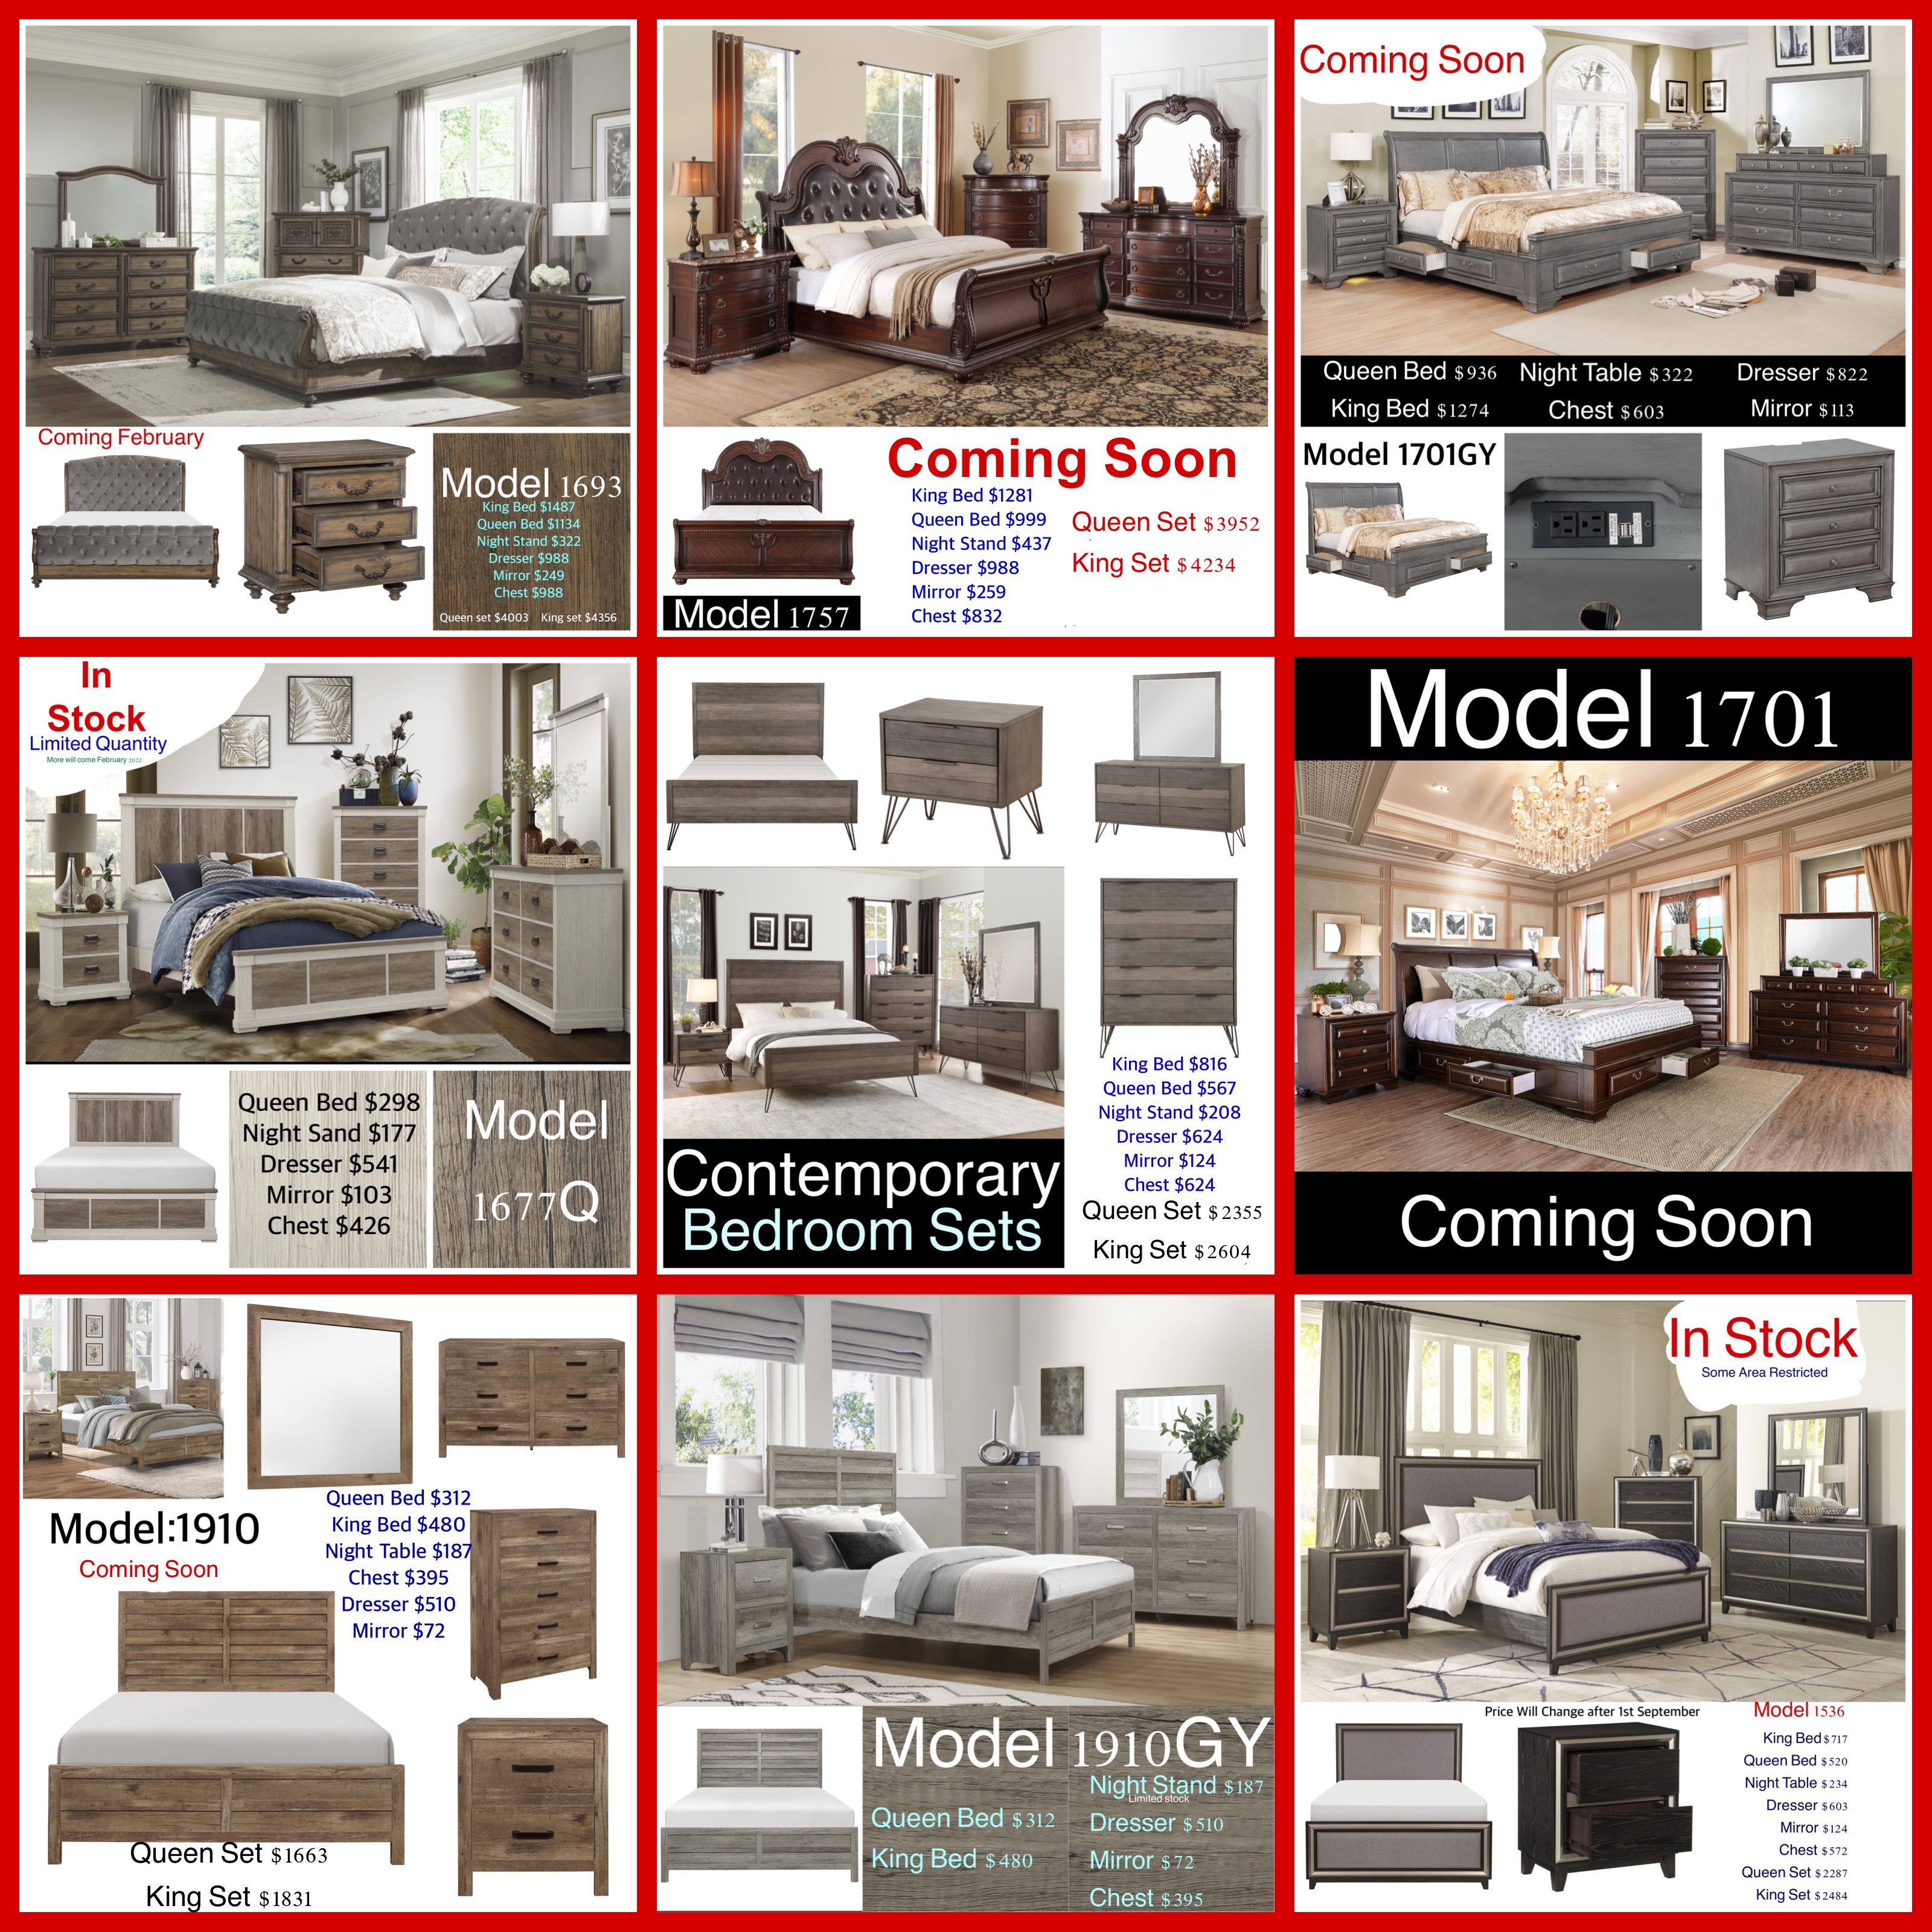 Coming February
Model 1693
King Bed $1487
Queen Bed $1134
Night Stand $322
Dresser $988
Mirror $249
Chest $988
Queen set $4003 King set $4356
Coming Soon
King Bed $1281
Queen Bed $999
Night Stand $437
Dresser $988
Mirror $259
Chest $832
Queen Set $3952
King Set $4234
Model 1757
Coming Soon
Queen Bed $936 Night Table $322 Dresser $822
King Bed $1274 Chest $603 Mirror $113
Model 1701GY
In
Stock
Limited Quantity
More will come February 2022
Queen Bed $298
Night Sand $177
Dresser $541
Mirror $103
Chest $426
Model
1677Q
King Bed $816
Queen Bed $567
Night Stand $208
Dresser $624
Mirror $124
Chest $624
Queen Set $2355
King Set $2604
Contemporary
Bedroom Sets
Model 1701
Coming Soon
Model:1910
Coming Soon
Queen Bed $312
King Bed $480
Night Table $187
Chest $395
Dresser $510
Mirror $72
Queen Set $1663
King Set $1831
Model 1910GY
Queen Bed $312
King Bed $480
Night Stand $187
Limited stock
Dresser $510
Mirror $72
Chest $395
In Stock
Some Area Restricted
Price Will Change after 1st September
Model 1536
King Bed $717
Queen Bed $520
Night Table $234
Dresser $603
Mirror $124
Chest $572
Queen Set $2287
King Set $2484